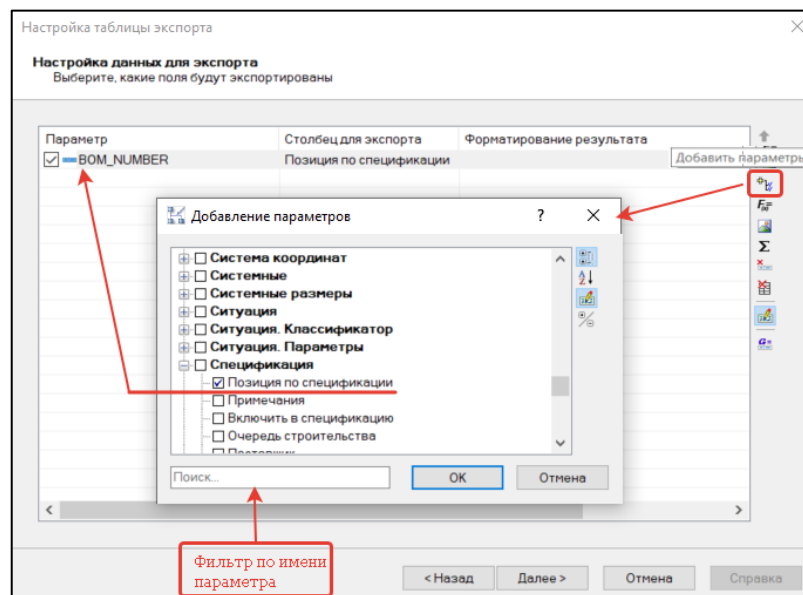 Настройка таблицы экспорта
Настройка данных для экспорта
Выберите, какие поля будут экспортированы
Параметр Столбец для экспорта Форматирование результата
BOM_NUMBER Позиция по спецификации
Добавить параметры
Добавление параметров
Система координат
Системные
Системные размеры
Ситуация
Ситуация. Классификатор
Ситуация. Параметры
Спецификация
Позиция по спецификации
Примечания
Включить в спецификацию
Очередь строительства
Поставщик
Поиск...
ОК
Отмена
Фильтр по имени
параметра
< Назад
Далее >
Отмена
Справка